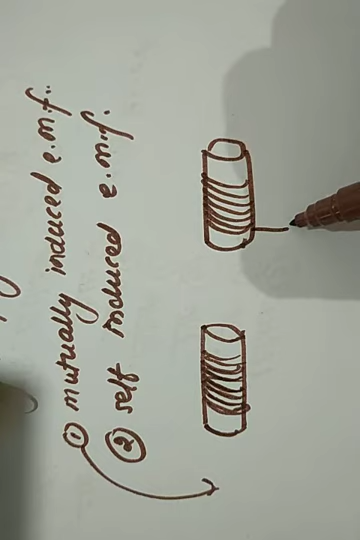 ① mutually induced e.m.f.
② self induced e.m.f.